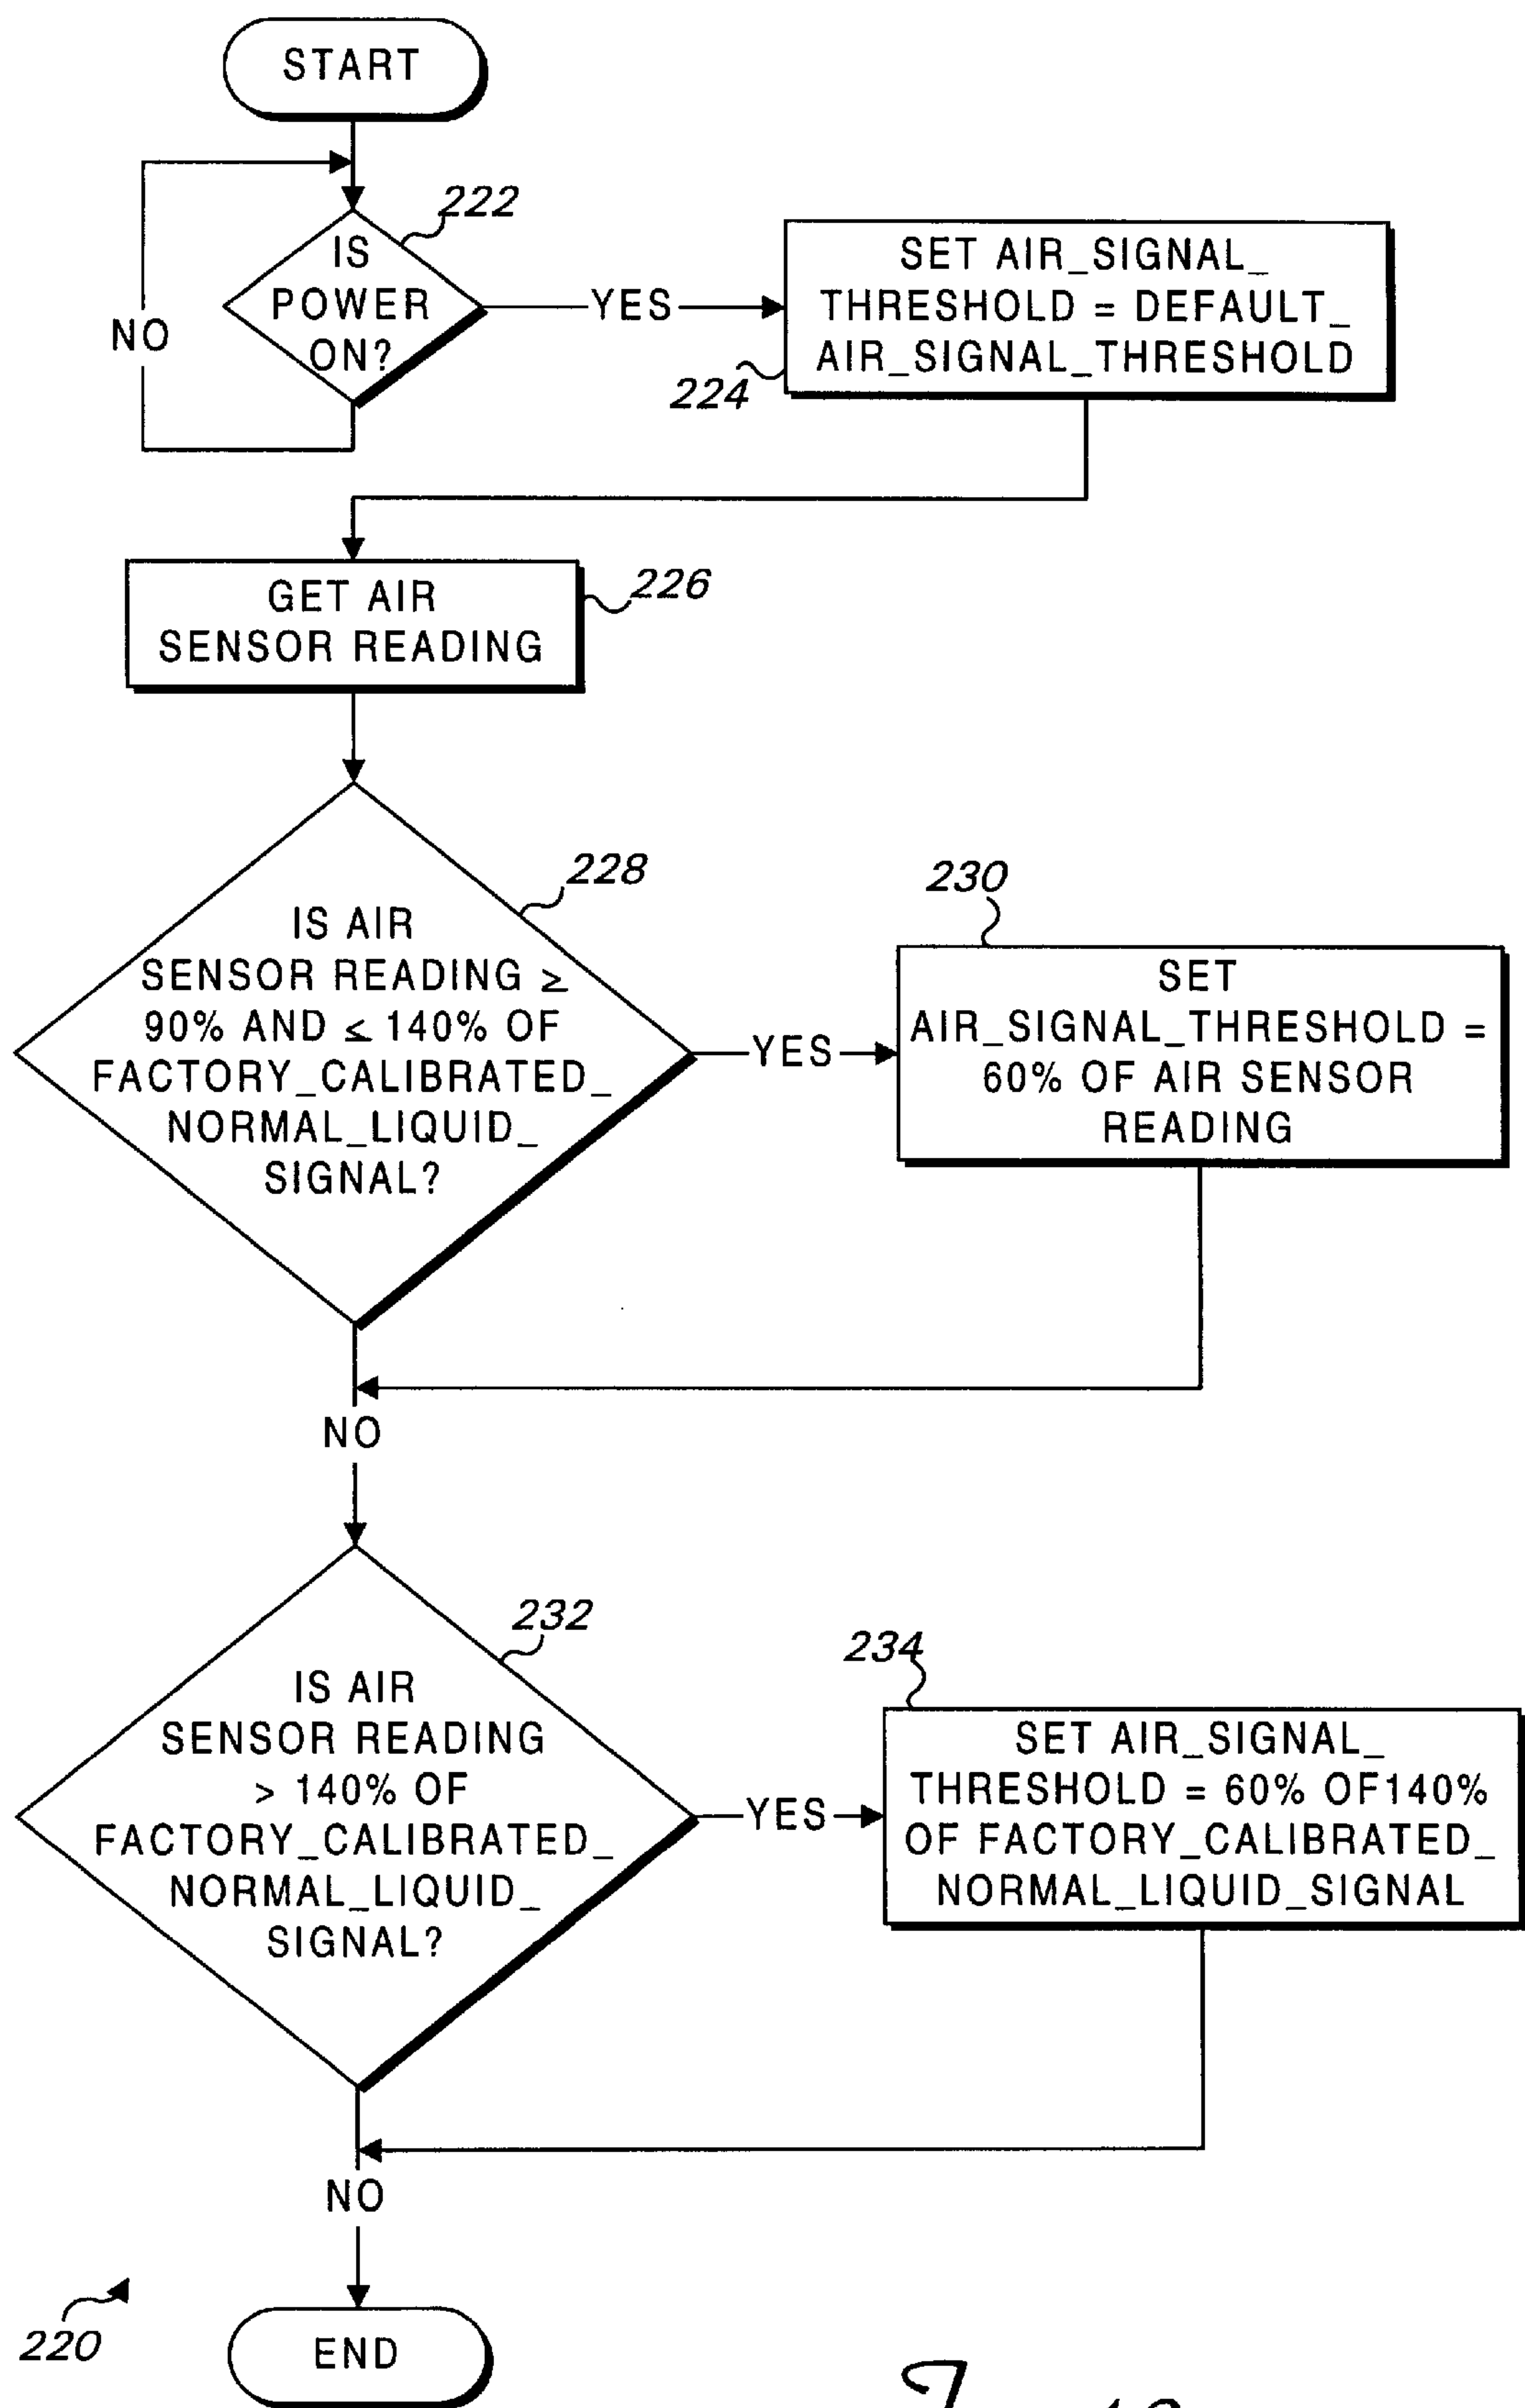 START
222
IS
POWER
ON?
NO
YES
SET AIR_SIGNAL_
THRESHOLD = DEFAULT_
AIR_SIGNAL_THRESHOLD
224
GET AIR
SENSOR READING
226
228
IS AIR
SENSOR READING ≥
90% AND ≤ 140% OF
FACTORY_CALIBRATED_
NORMAL_LIQUID_
SIGNAL?
YES
230
SET
AIR_SIGNAL_THRESHOLD =
60% OF AIR SENSOR
READING
NO
232
IS AIR
SENSOR READING
> 140% OF
FACTORY_CALIBRATED_
NORMAL_LIQUID_
SIGNAL?
YES
234
SET AIR_SIGNAL_
THRESHOLD = 60% OF140%
OF FACTORY_CALIBRATED_
NORMAL_LIQUID_SIGNAL
NO
220
END